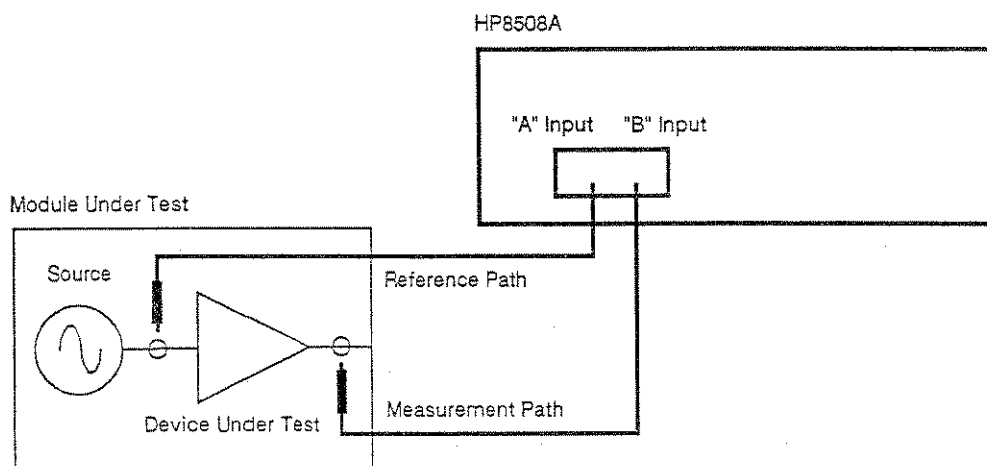 HP8508A
"A" Input "B" Input
Module Under Test
Source
Reference Path
Device Under Test
Measurement Path